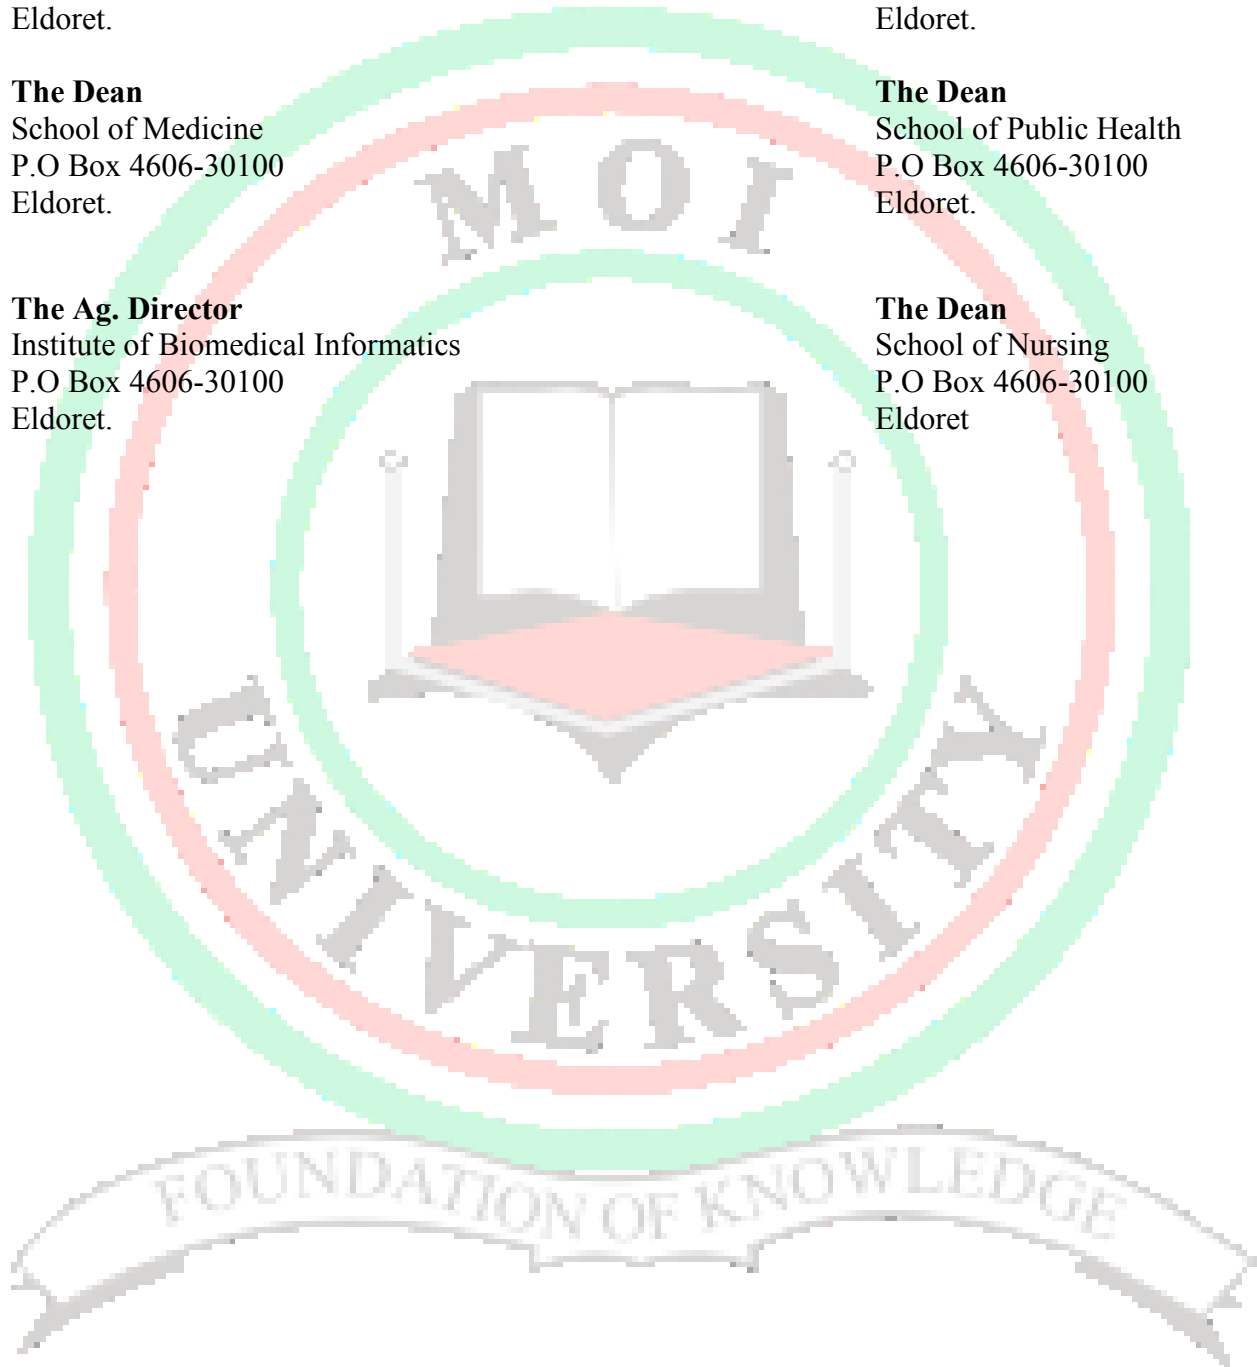 Eldoret.
Eldoret.
The Dean
School of Medicine
P.O Box 4606-30100
Eldoret.
The Dean
School of Public Health
P.O Box 4606-30100
Eldoret.
The Ag. Director
Institute of Biomedical Informatics
P.O Box 4606-30100
Eldoret.
The Dean
School of Nursing
P.O Box 4606-30100
Eldoret
MOI
UNIVERSITY
FOUNDATION OF KNOWLEDGE